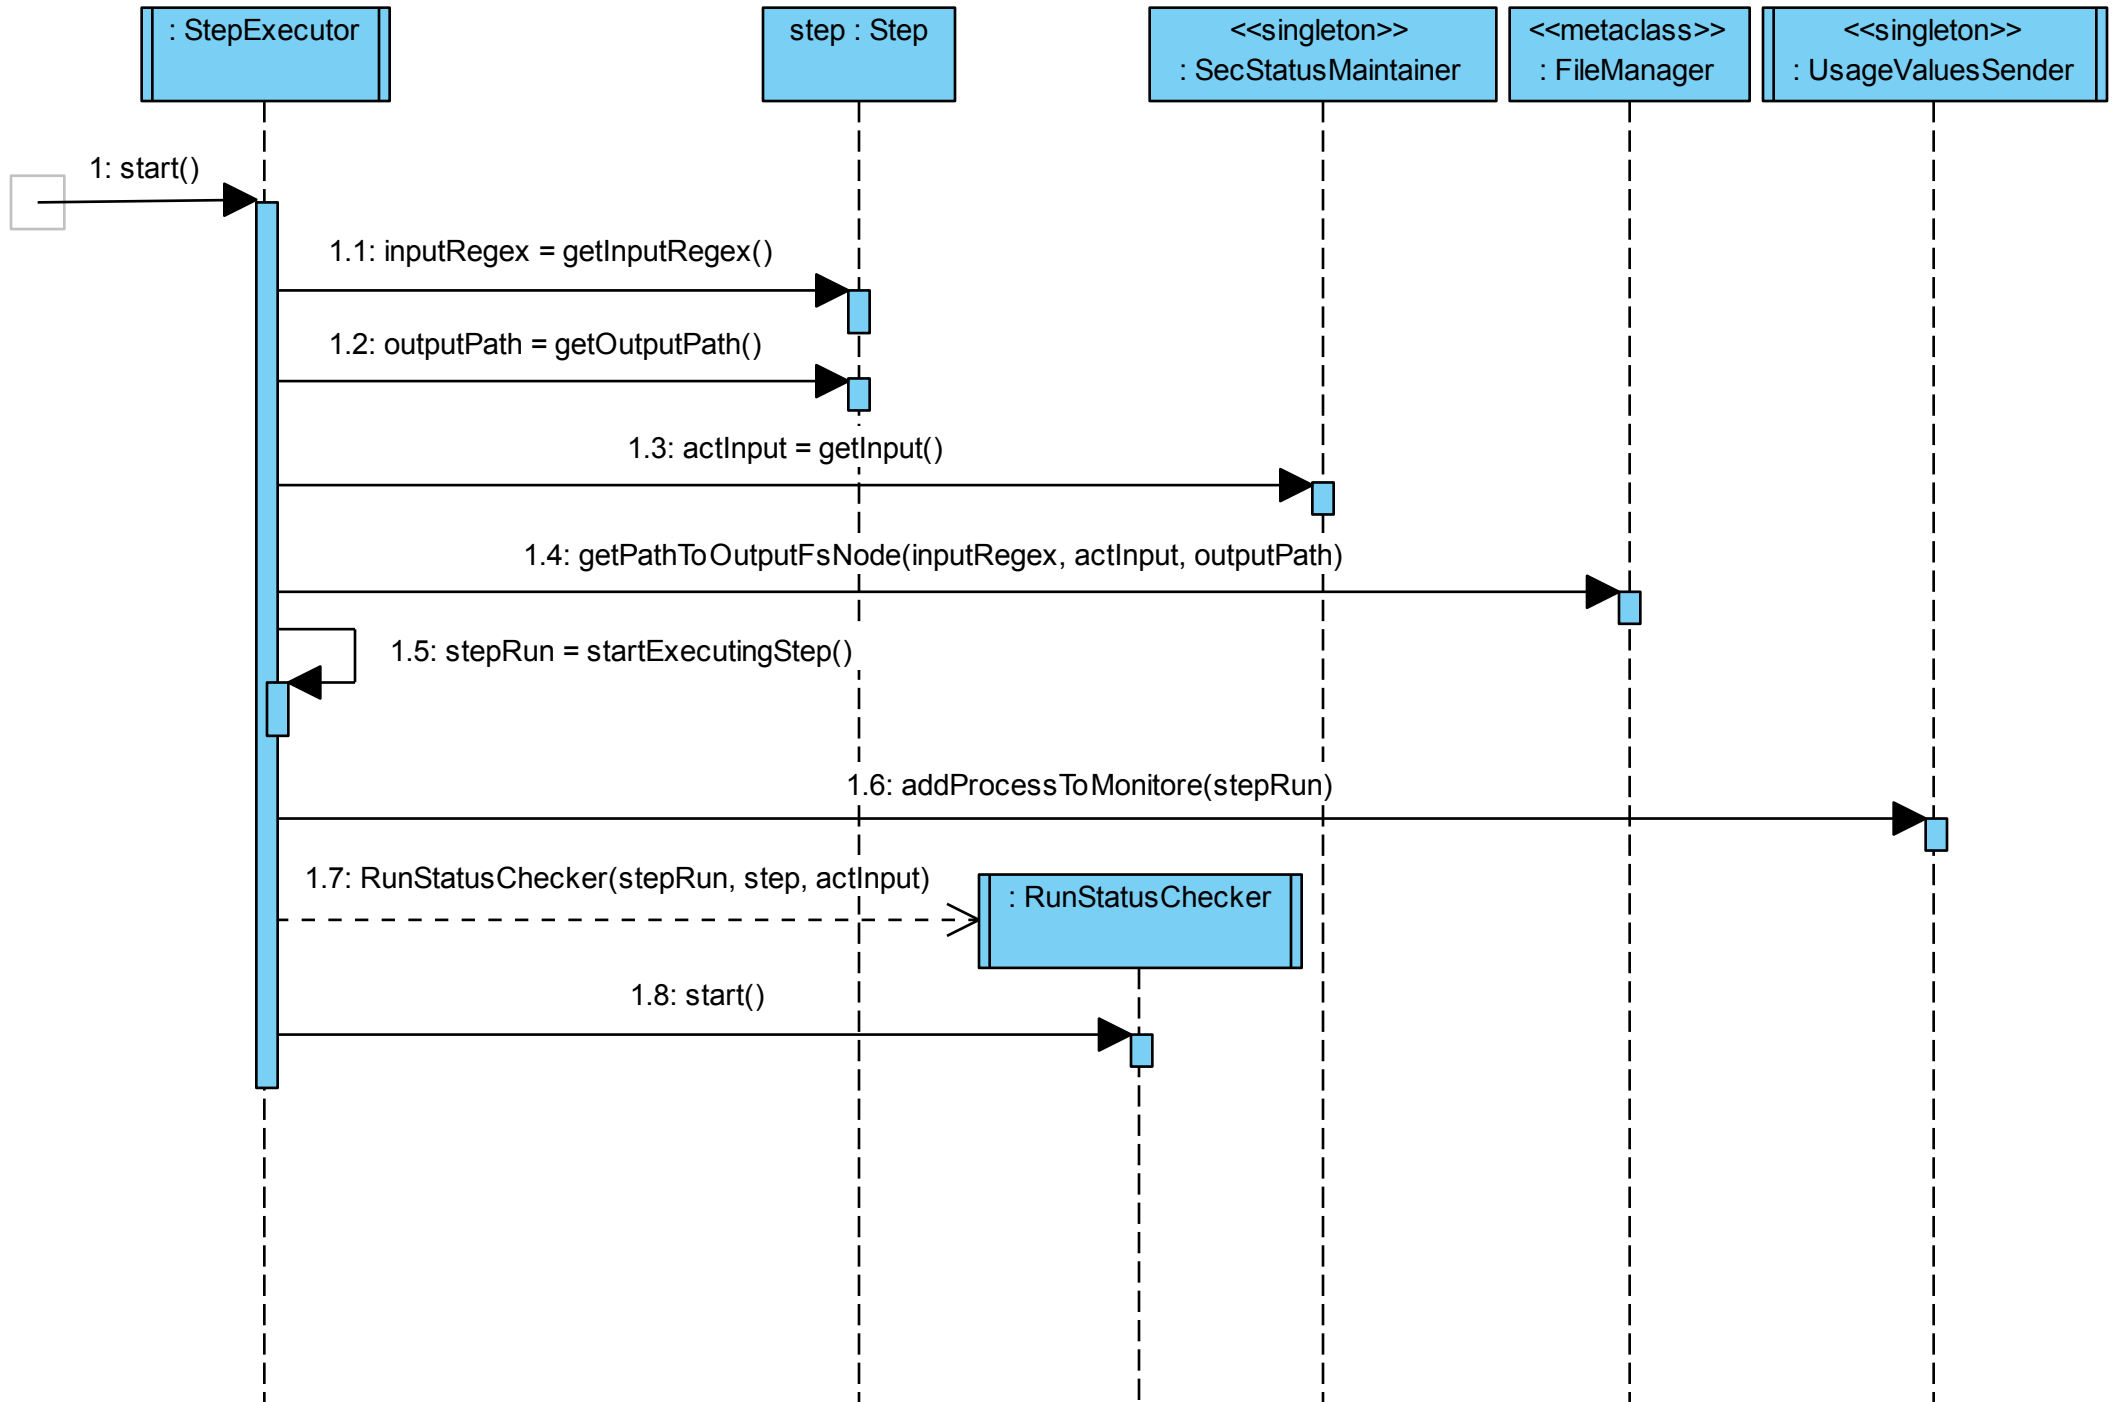 : StepExecutor
step : Step
<<singleton>>
: SecStatusMaintainer
<<metaclass>>
: FileManager
<<singleton>>
: UsageValuesSender
1: start()
1.1: inputRegex = getInputRegex()
1.2: outputPath = getOutputPath()
1.3: actInput = getInput()
1.4: getPathToOutputFsNode(inputRegex, actInput, outputPath)
1.5: stepRun = startExecutingStep()
1.6: addProcessToMonitore(stepRun)
1.7: RunStatusChecker(stepRun, step, actInput)
: RunStatusChecker
1.8: start()